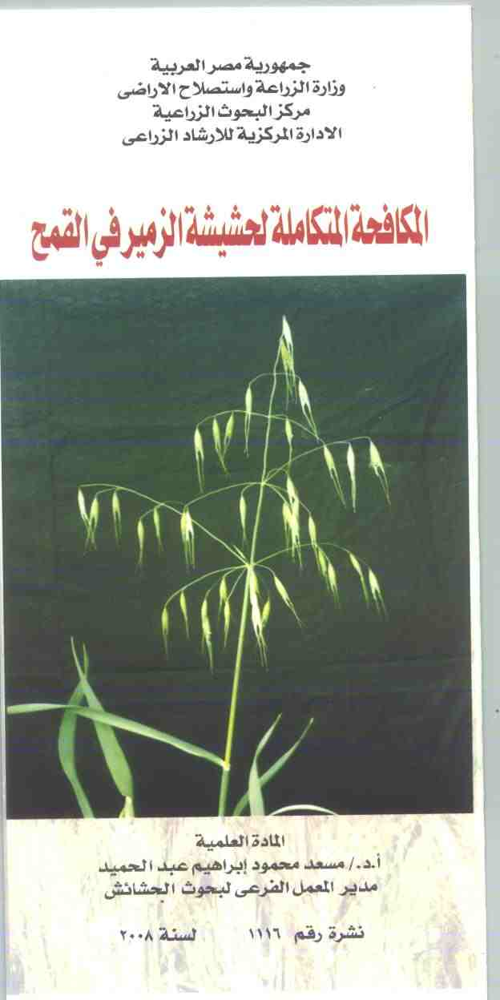 جمهورية مصر العربية
وزارة الزراعة واستصلاح الاراضى
مركز البحوث الزراعية
الادارة المركزية للارشاد الزراعى
المكافحة المتكاملة لحشيشة الزمير في القمح
المادة العلمية
أ.د./ مسعد محمود إبراهيم عبد الحميد
مدير المعمل الفرعى لبحوث الحشائش
نشرة رقم ١١١٦ لسنة ٢٠٠٨